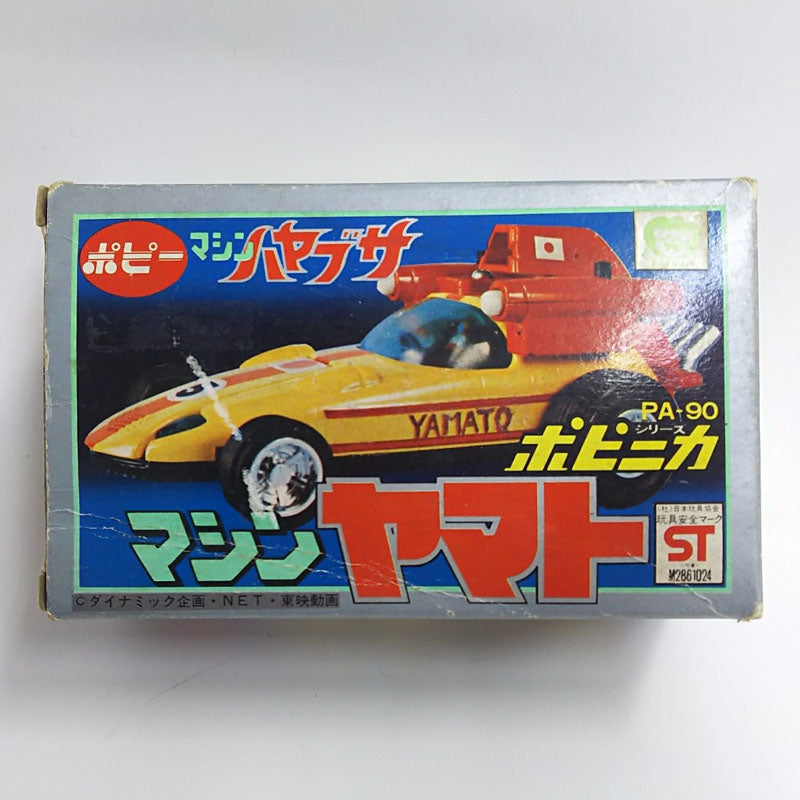 ポピー
マシンハヤブサ
YAMATO
PA-90
シリーズ
ポピニカ
マシン
ヤマト
(社)日本玩具協会
玩具安全マーク
ST
M2861024
©ダイナミック企画・NET・東映動画